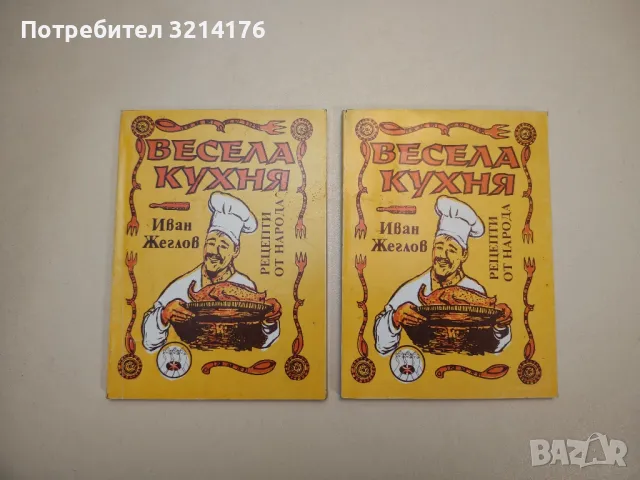 Потребител 3214176
ВЕСЕЛА
КУХНЯ
Иван
Жеглов
РЕЦЕПТИ
ОТ НАРОДА
ВЕСЕЛА
КУХНЯ
Иван
Жеглов
РЕЦЕПТИ
ОТ НАРОДА
BAZAR